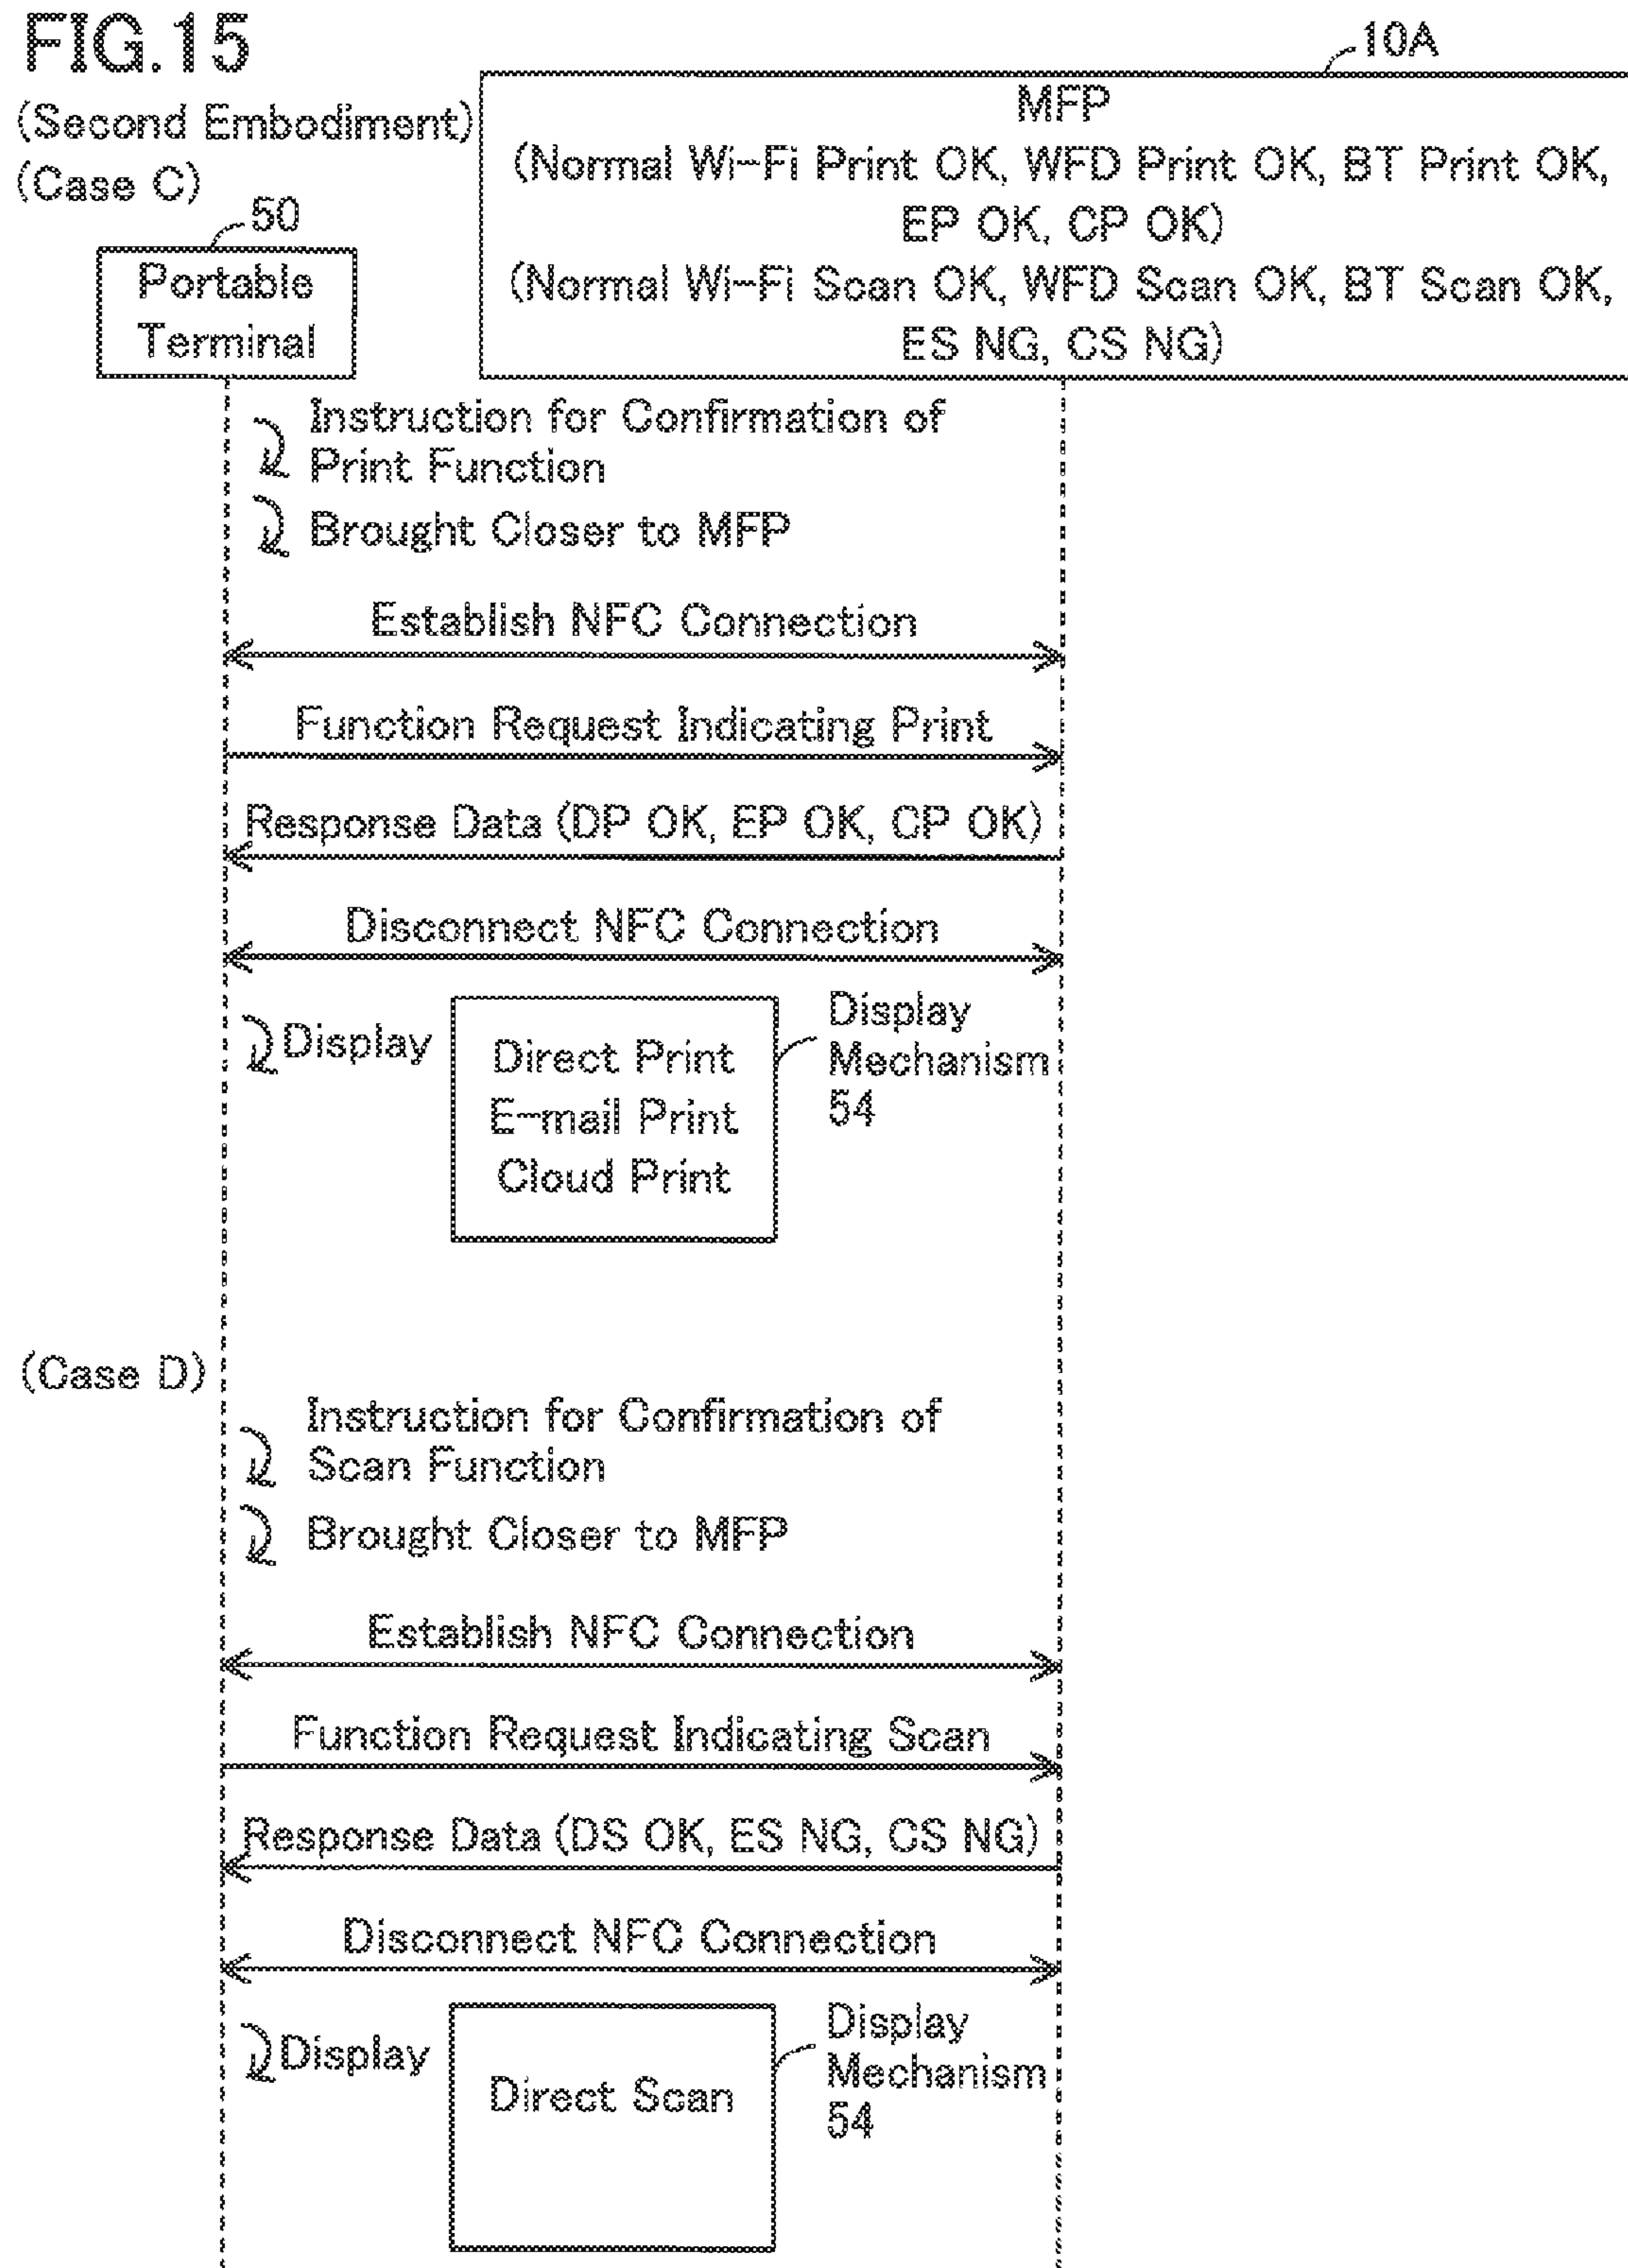 FIG.15
(Second Embodiment)
(Case C)
10A
MFP
(Normal Wi-Fi Print OK, WFD Print OK, BT Print OK,
EP OK, CP OK)
(Normal Wi-Fi Scan OK, WFD Scan OK, BT Scan OK,
ES NG, CS NG)
50
Portable
Terminal
Instruction for Confirmation of
Print Function
Brought Closer to MFP
Establish NFC Connection
Function Request Indicating Print
Response Data (DP OK, EP OK, CP OK)
Disconnect NFC Connection
Display
Direct Print
E-mail Print
Cloud Print
Display
Mechanism
54
(Case D)
Instruction for Confirmation of
Scan Function
Brought Closer to MFP
Establish NFC Connection
Function Request Indicating Scan
Response Data (DS OK, ES NG, CS NG)
Disconnect NFC Connection
Display
Direct Scan
Display
Mechanism
54